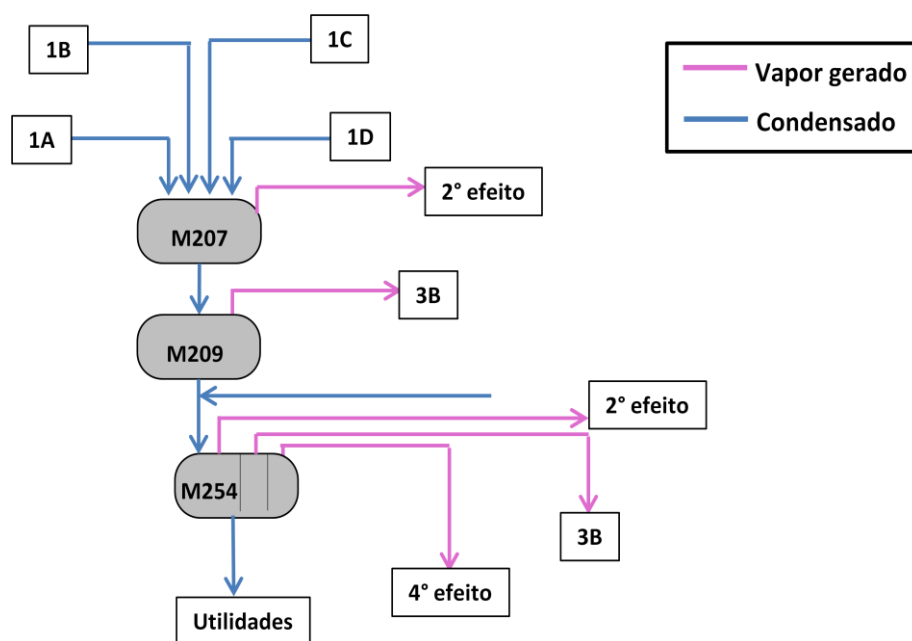 1B
1C
Vapor gerado
Condensado
1A
1D
2° efeito
M207
3B
M209
2° efeito
M254
3B
4° efeito
Utilidades